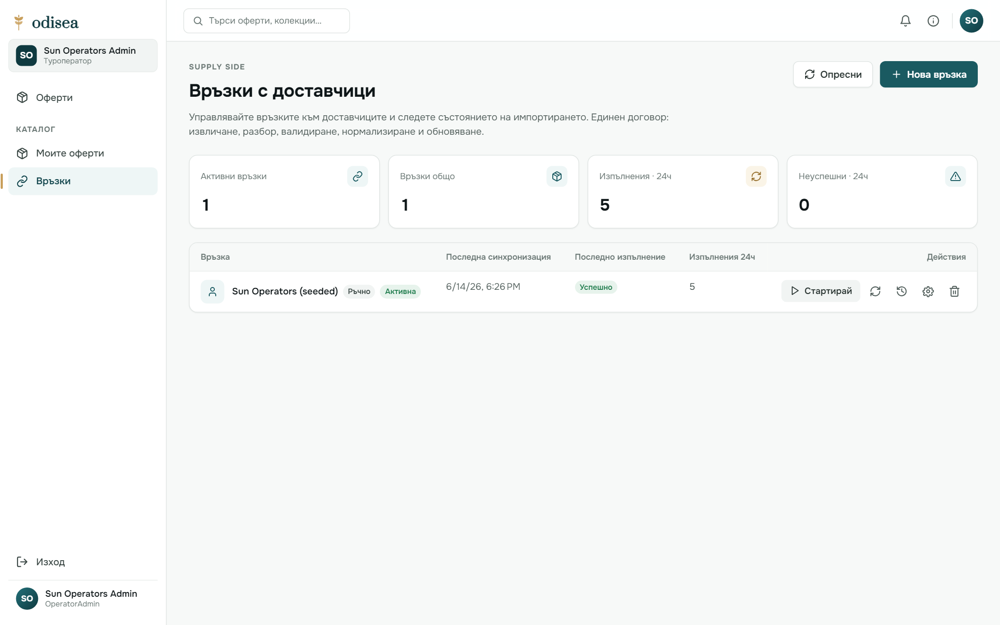 odisea
SO
Sun Operators Admin
Туроператор
Оферти
КАТАЛОГ
Моите оферти
Връзки
Изход
SO
Sun Operators Admin
OperatorAdmin
Търси оферти, колекции...
SO
SUPPLY SIDE
Връзки с доставчици
Управлявайте връзките към доставчиците и следете състоянието на импортирането. Единен договор:
извличане, разбор, валидиране, нормализиране и обновяване.
Опресни
Нова връзка
Активни връзки
1
Връзки общо
1
Изпълнения · 24ч
5
Неуспешни · 24ч
0
Връзка Последна синхронизация Последно изпълнение Изпълнения 24ч Действия
Sun Operators (seeded) Ръчно Активна 6/14/26, 6:26 PM Успешно 5 Стартирай